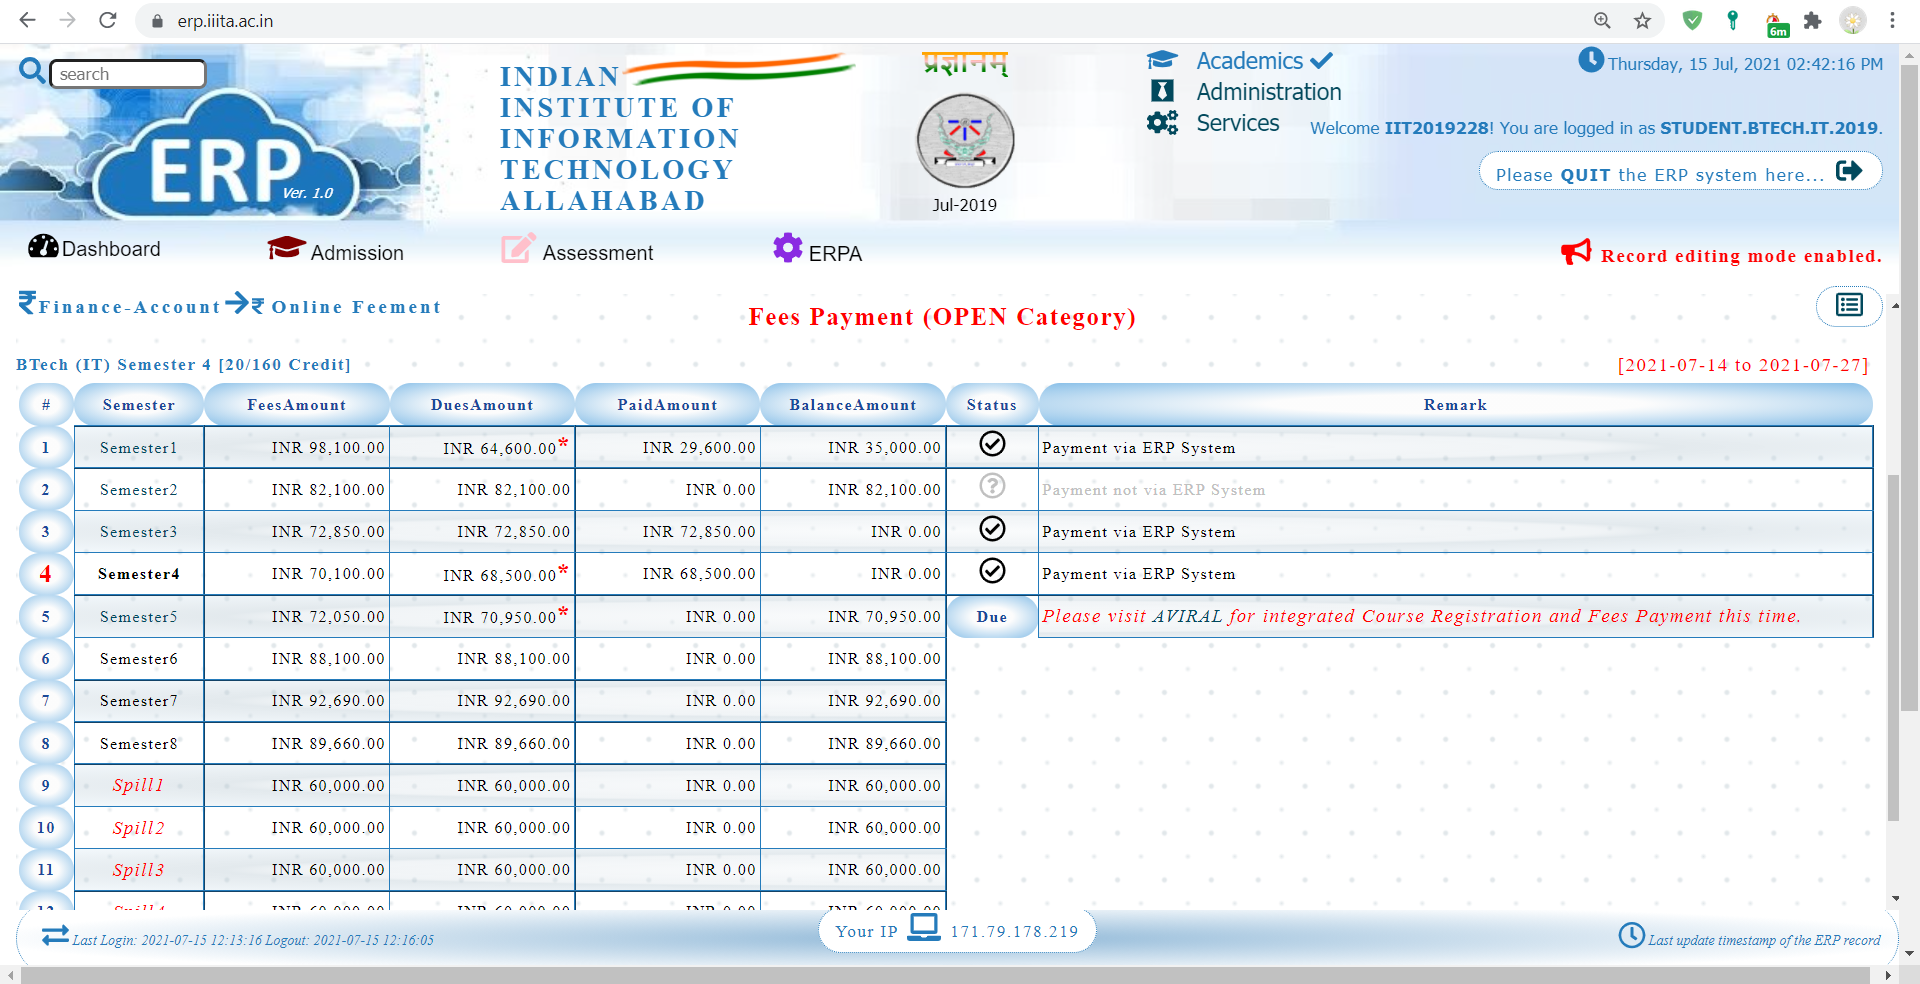 erp.iiita.ac.in
6m
search
ERP
Ver. 1.0
INDIAN
INSTITUTE OF
INFORMATION
TECHNOLOGY
ALLAHABAD
प्रज्ञानम्
Jul-2019
Academics
Administration
Services
Thursday, 15 Jul, 2021 02:42:16 PM
Welcome IIT2019228! You are logged in as STUDENT.BTECH.IT.2019.
Please QUIT the ERP system here...
Dashboard Admission Assessment ERPA
Record editing mode enabled.
₹Finance-Account ₹ Online Feement
Fees Payment (OPEN Category)
BTech (IT) Semester 4 [20/160 Credit] [2021-07-14 to 2021-07-27]
# Semester FeesAmount DuesAmount PaidAmount BalanceAmount Status Remark
1 Semester1 INR 98,100.00 INR 64,600.00* INR 29,600.00 INR 35,000.00 Payment via ERP System
2 Semester2 INR 82,100.00 INR 82,100.00 INR 0.00 INR 82,100.00 ? Payment not via ERP System
3 Semester3 INR 72,850.00 INR 72,850.00 INR 72,850.00 INR 0.00 Payment via ERP System
4 Semester4 INR 70,100.00 INR 68,500.00* INR 68,500.00 INR 0.00 Payment via ERP System
5 Semester5 INR 72,050.00 INR 70,950.00* INR 0.00 INR 70,950.00 Due Please visit AVIRAL for integrated Course Registration and Fees Payment this time.
6 Semester6 INR 88,100.00 INR 88,100.00 INR 0.00 INR 88,100.00
7 Semester7 INR 92,690.00 INR 92,690.00 INR 0.00 INR 92,690.00
8 Semester8 INR 89,660.00 INR 89,660.00 INR 0.00 INR 89,660.00
9 Spill1 INR 60,000.00 INR 60,000.00 INR 0.00 INR 60,000.00
10 Spill2 INR 60,000.00 INR 60,000.00 INR 0.00 INR 60,000.00
11 Spill3 INR 60,000.00 INR 60,000.00 INR 0.00 INR 60,000.00
Last Login: 2021-07-15 12:13:16 Logout: 2021-07-15 12:16:05
Your IP 171.79.178.219
Last update timestamp of the ERP record